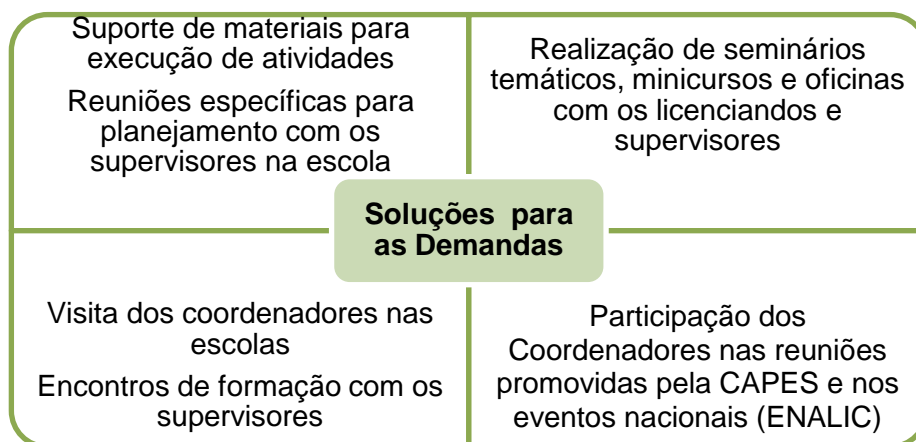 Suporte de materiais para
execução de atividades
Reuniões específicas para
planejamento com os
supervisores na escola
Realização de seminários
temáticos, minicursos e oficinas
com os licenciandos e
supervisores
Soluções para
as Demandas
Visita dos coordenadores nas
escolas
Encontros de formação com os
supervisores
Participação dos
Coordenadores nas reuniões
promovidas pela CAPES e nos
eventos nacionais (ENALIC)